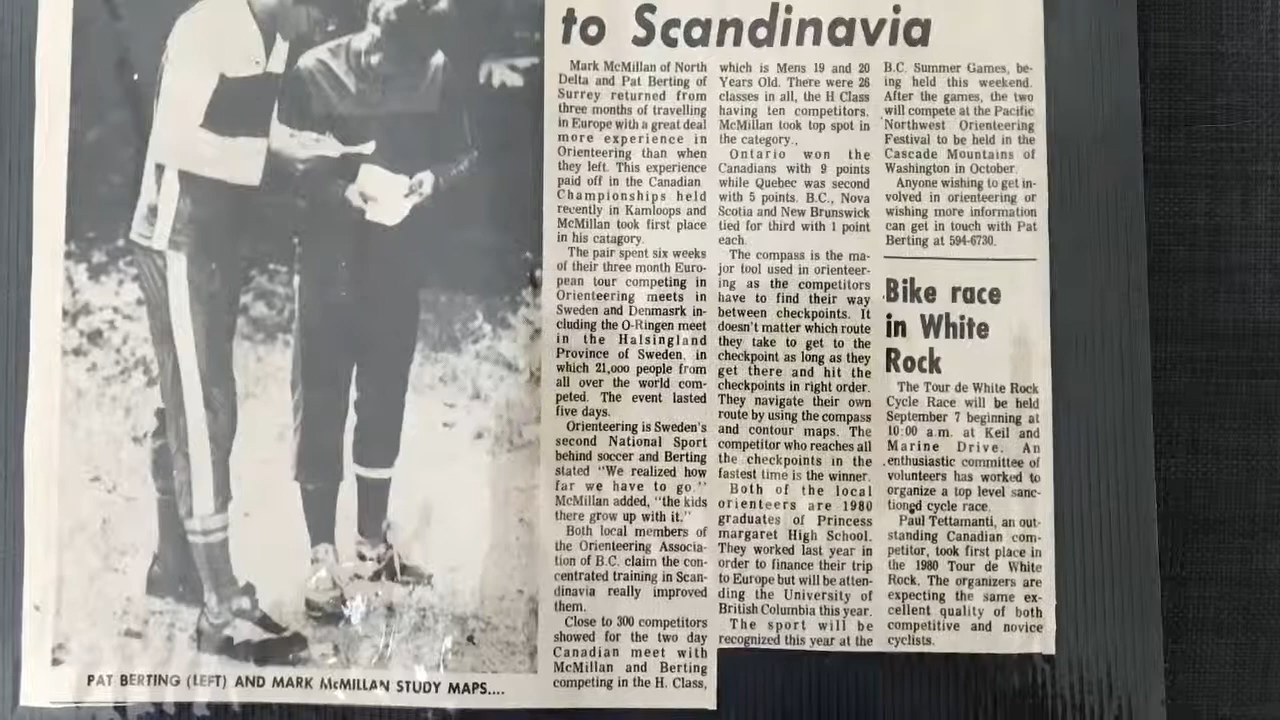 to Scandinavia
Mark McMillan of North
Delta and Pat Berting of
Surrey returned from
three months of travelling
in Europe with a great deal
more experience in
Orienteering than when
they left. This experience
paid off in the Canadian
Championships held
recently in Kamloops and
McMillan took first place
in his catagory.
The pair spent six weeks
of their three month Euro-
pean tour competing in
Orienteering meets in
Sweden and Denmasrk in-
cluding the O-Ringen meet
in the Halsingland
Province of Sweden, in
which 21,000 people from
all over the world com-
peted. The event lasted
five days.
Orienteering is Sweden's
second National Sport
behind soccer and Berting
stated "We realized how
far we have to go."
McMillan added, "the kids
there grow up with it."
Both local members of
the Orienteering Associa-
tion of B.C. claim the con-
centrated training in Scan-
dinavia really improved
them.
Close to 300 competitors
showed for the two day
Canadian meet with
McMillan and Berting
competing in the H. Class,
which is Mens 19 and 20
Years Old. There were 26
classes in all, the H Class
having ten competitors.
McMillan took top spot in
the category.
Ontario won the
Canadians with 9 points
while Quebec was second
with 5 points. B.C., Nova
Scotia and New Brunswick
tied for third with 1 point
each.
The compass is the ma-
jor tool used in orienteer-
ing as the competitors
have to find their way
between checkpoints. It
doesn't matter which route
they take to get to the
checkpoint as long as they
get there and hit the
checkpoints in right order.
They navigate their own
route by using the compass
and contour maps. The
competitor who reaches all
the checkpoints in the
fastest time is the winner.
Both of the local
orienteers are 1980
graduates of Princess
margaret High School.
They worked last year in
order to finance their trip
to Europe but will be atten-
ding the University of
British Columbia this year.
The sport will be
recognized this year at the
B.C. Summer Games, be-
ing held this weekend.
After the games, the two
will compete at the Pacific
Northwest Orienteering
Festival to be held in the
Cascade Mountains of
Washington in October.
Anyone wishing to get in-
volved in orienteering or
wishing more information
can get in touch with Pat
Berting at 594-6730.
Bike race
in White
Rock
The Tour de White Rock
Cycle Race will be held
September 7 beginning at
10:00 a.m. at Keil and
Marine Drive. An
enthusiastic committee of
volunteers has worked to
organize a top level sanc-
tioned cycle race.
Paul Tettamanti, an out-
standing Canadian com-
petitor, took first place in
the 1980 Tour de White
Rock. The organizers are
expecting the same ex-
cellent quality of both
competitive and novice
cyclists.
PAT BERTING (LEFT) AND MARK McMILLAN STUDY MAPS....